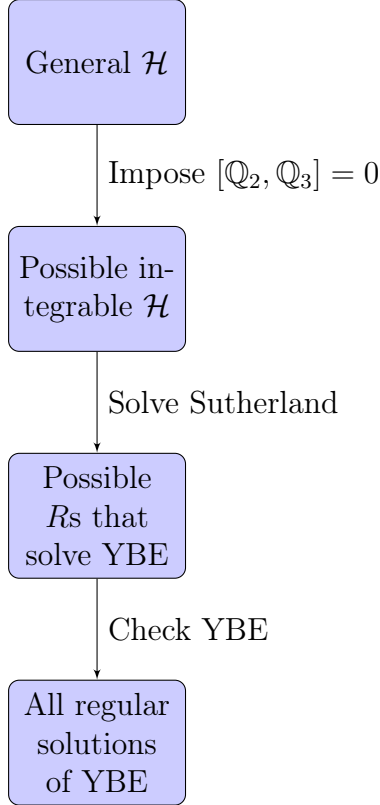 General ℋ
Impose [ℚ₂, ℚ₃] = 0
Possible in-
tegrable ℋ
Solve Sutherland
Possible
Rs that
solve YBE
Check YBE
All regular
solutions
of YBE